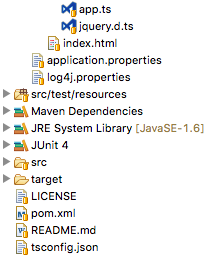 app.ts
jquery.d.ts
index.html
application.properties
log4j.properties
src/test/resources
Maven Dependencies
JRE System Library [JavaSE-1.6]
JUnit 4
src
target
LICENSE
pom.xml
README.md
tsconfig.json